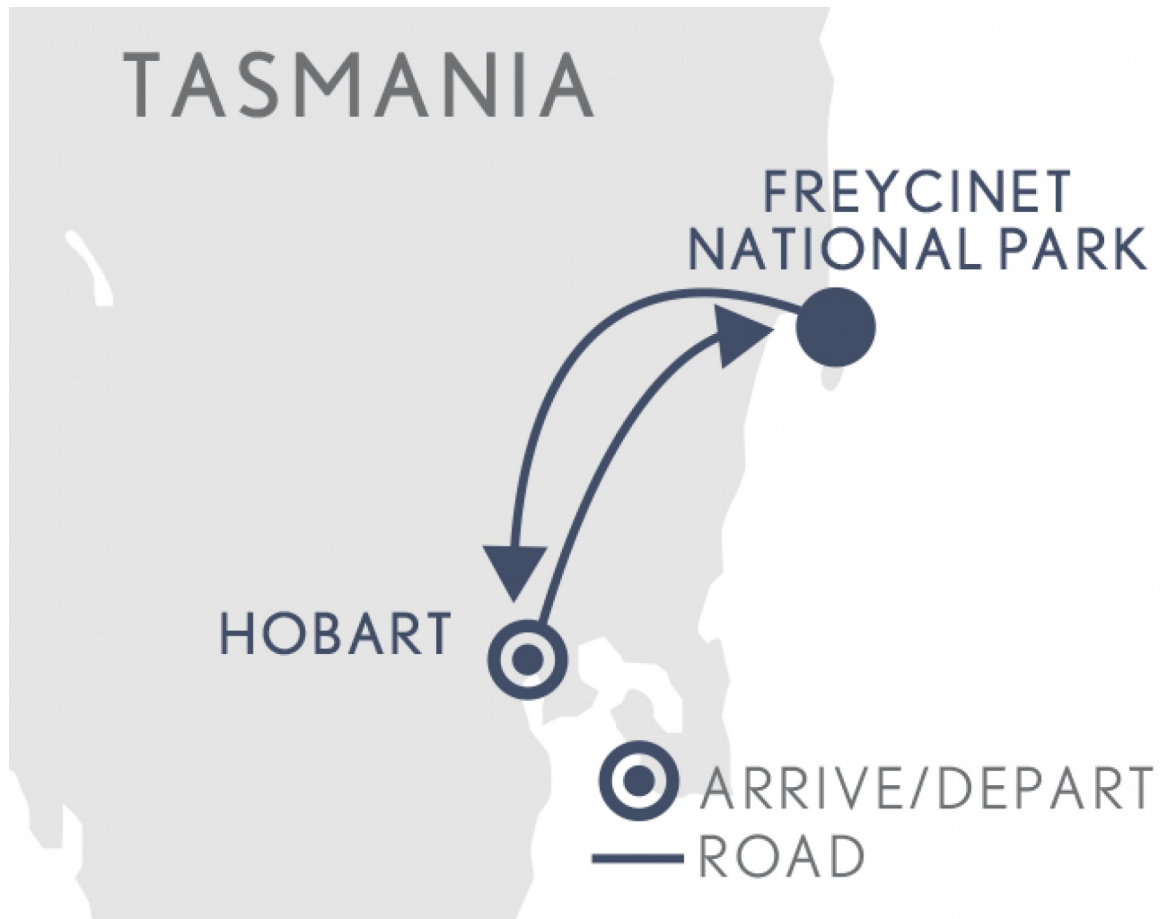 TASMANIA
FREYCINET
NATIONAL PARK
HOBART
ARRIVE/DEPART
ROAD